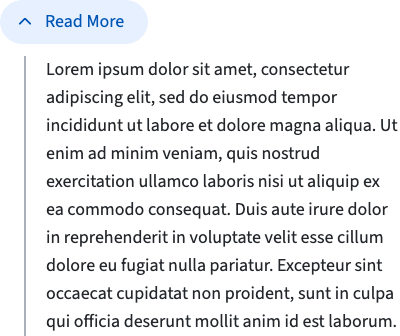 Read More
Lorem ipsum dolor sit amet, consectetur
adipiscing elit, sed do eiusmod tempor
incididunt ut labore et dolore magna aliqua. Ut
enim ad minim veniam, quis nostrud
exercitation ullamco laboris nisi ut aliquip ex
ea commodo consequat. Duis aute irure dolor
in reprehenderit in voluptate velit esse cillum
dolore eu fugiat nulla pariatur. Excepteur sint
occaecat cupidatat non proident, sunt in culpa
qui officia deserunt mollit anim id est laborum.